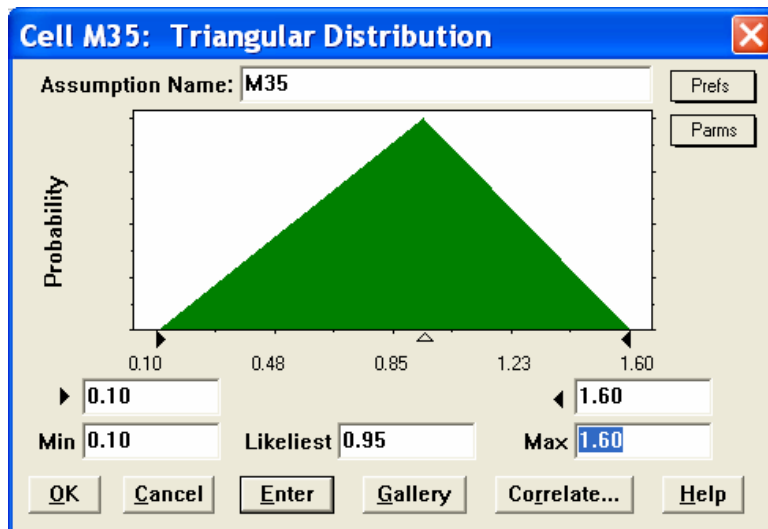 Cell M35: Triangular Distribution
Assumption Name: M35
Prefs
Parms
Probability
0.10 0.48 0.85 1.23 1.60
0.10 1.60
Min 0.10 Likeliest 0.95 Max 1.60
OK Cancel Enter Gallery Correlate... Help